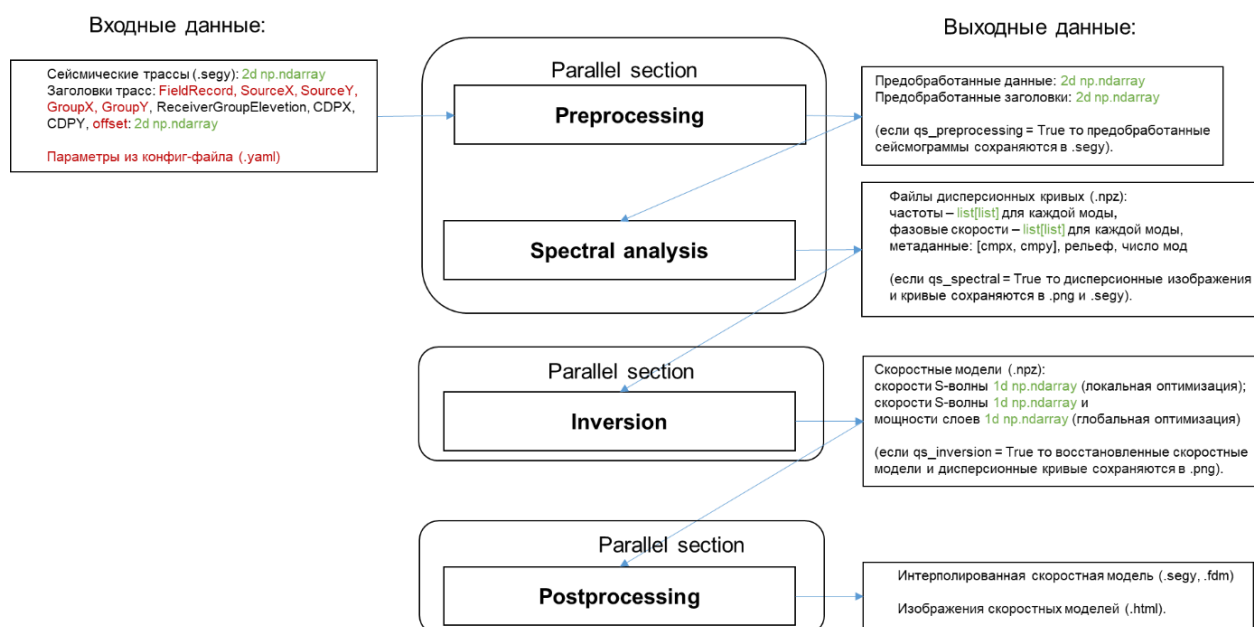 Входные данные:
Сейсмические трассы (.segy): 2d np.ndarray
Заголовки трасс: FieldRecord, SourceX, SourceY,
GroupX, GroupY, ReceiverGroupElevetion, CDPX,
CDPY, offset: 2d np.ndarray
Параметры из конфиг-файла (.yaml)
Parallel section
Preprocessing
Spectral analysis
Parallel section
Inversion
Parallel section
Postprocessing
Выходные данные:
Предобработанные данные: 2d np.ndarray
Предобработанные заголовки: 2d np.ndarray
(если qs_preprocessing = True то предобработанные
сейсмограммы сохраняются в .segy).
Файлы дисперсионных кривых (.npz):
частоты – list[list] для каждой моды,
фазовые скорости – list[list] для каждой моды,
метаданные: [cmpx, cmpy], рельеф, число мод
(если qs_spectral = True то дисперсионные изображения
и кривые сохраняются в .png и .segy).
Скоростные модели (.npz):
скорости S-волны 1d np.ndarray (локальная оптимизация);
скорости S-волны 1d np.ndarray и
мощности слоев 1d np.ndarray (глобальная оптимизация)
(если qs_inversion = True то восстановленные скоростные
модели и дисперсионные кривые сохраняются в .png).
Интерполированная скоростная модель (.segy, .fdm)
Изображения скоростных моделей (.html).